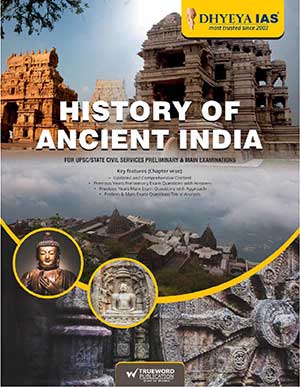 DHYEYA IAS
most trusted since 2003
HISTORY OF
ANCIENT INDIA
FOR UPSC/STATE CIVIL SERVICES PRELIMINARY & MAIN EXAMINATIONS
Key features (Chapter wise)
• Updated and Comprehensive Content
• Previous Years Preliminary Exam Questions with Answers
• Previous Years Main Exam Questions with Approach
• Prelims & Main Exam Questions
TRUEWORD
PUBLICATION